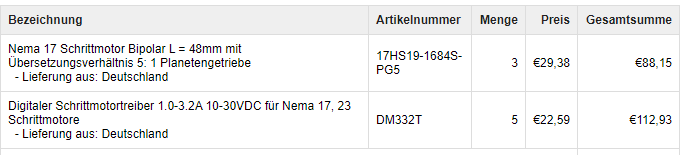 Bezeichnung Artikelnummer Menge Preis Gesamtsumme
Nema 17 Schrittmotor Bipolar L = 48mm mit
Übersetzungsverhältnis 5: 1 Planetengetriebe
- Lieferung aus: Deutschland
17HS19-1684S-
PG5
3 €29,38 €88,15
Digitaler Schrittmotortreiber 1.0-3.2A 10-30VDC für Nema 17, 23
Schrittmotore
- Lieferung aus: Deutschland
DM332T 5 €22,59 €112,93